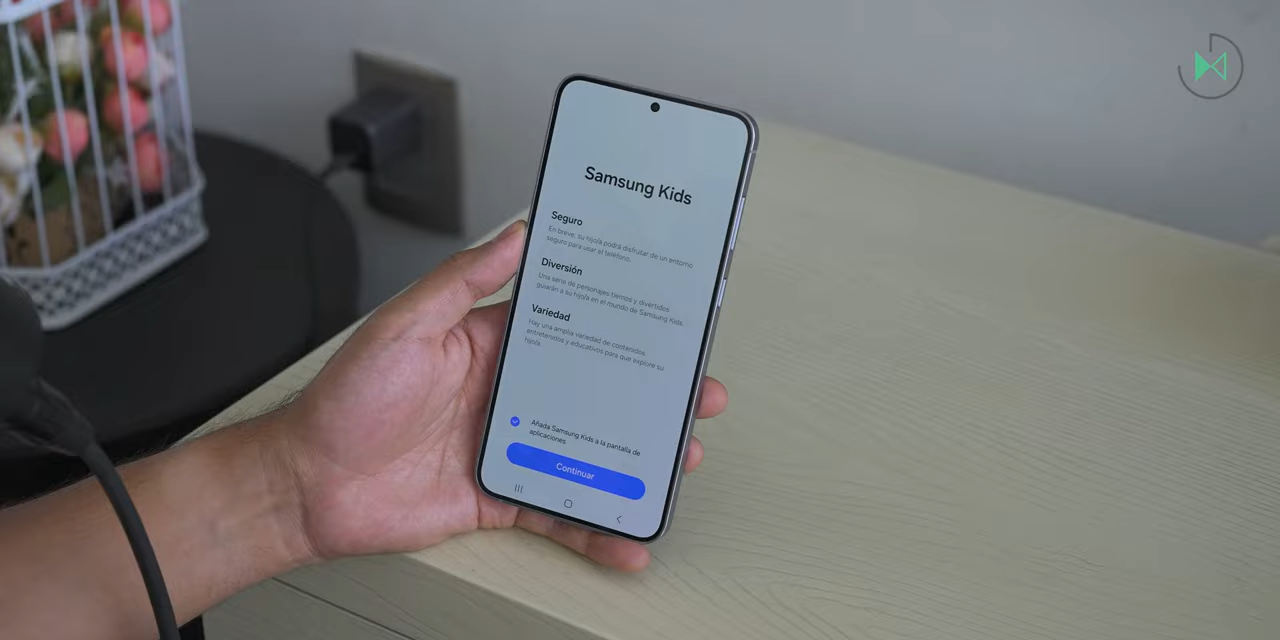 Samsung Kids
Seguro
En breve, su hijo/a podrá disfrutar de un entorno
seguro para usar el teléfono.
Diversión
Una serie de personajes tiernos y divertidos
guiarán a su hijo/a en el mundo de Samsung Kids.
Variedad
Hay una amplia variedad de contenidos
entretenidos y educativos para que explore su
hijo/a.
Añada Samsung Kids a la pantalla de
aplicaciones
Continuar